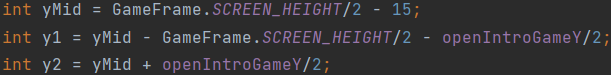 int yMid = GameFrame.SCREEN_HEIGHT/2 - 15;
int y1 = yMid - GameFrame.SCREEN_HEIGHT/2 - openIntroGameY/2;
int y2 = yMid + openIntroGameY/2;